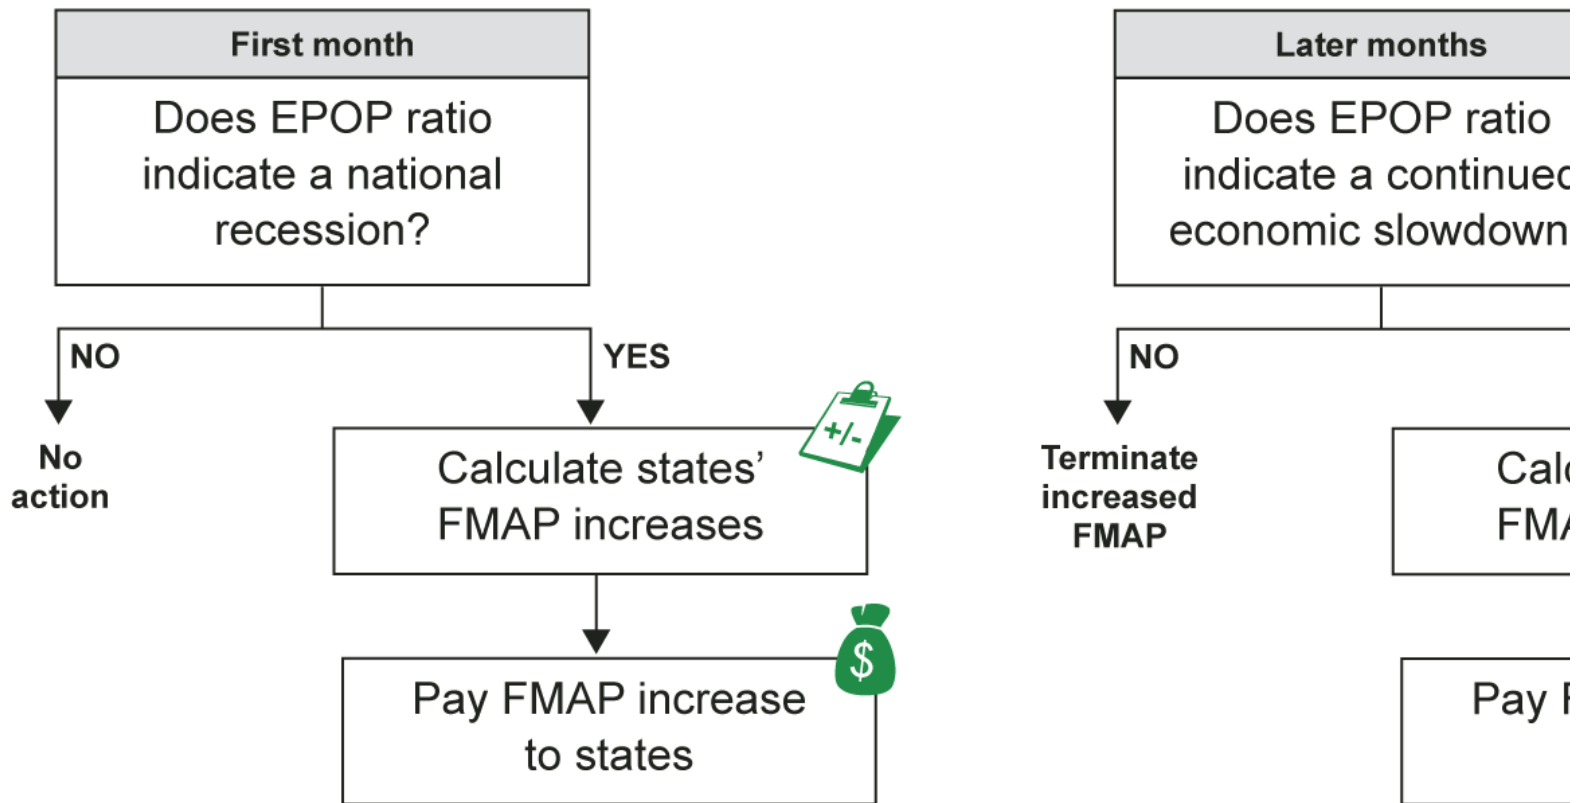 First month
Does EPOP ratio
indicate a national
recession?
NO
YES
No
action
+/-
Calculate states’
FMAP increases
$
Pay FMAP increase
to states
Later months
Does EPOP ratio
indicate a continued
economic slowdown
NO
Terminate
increased
FMAP
Pay